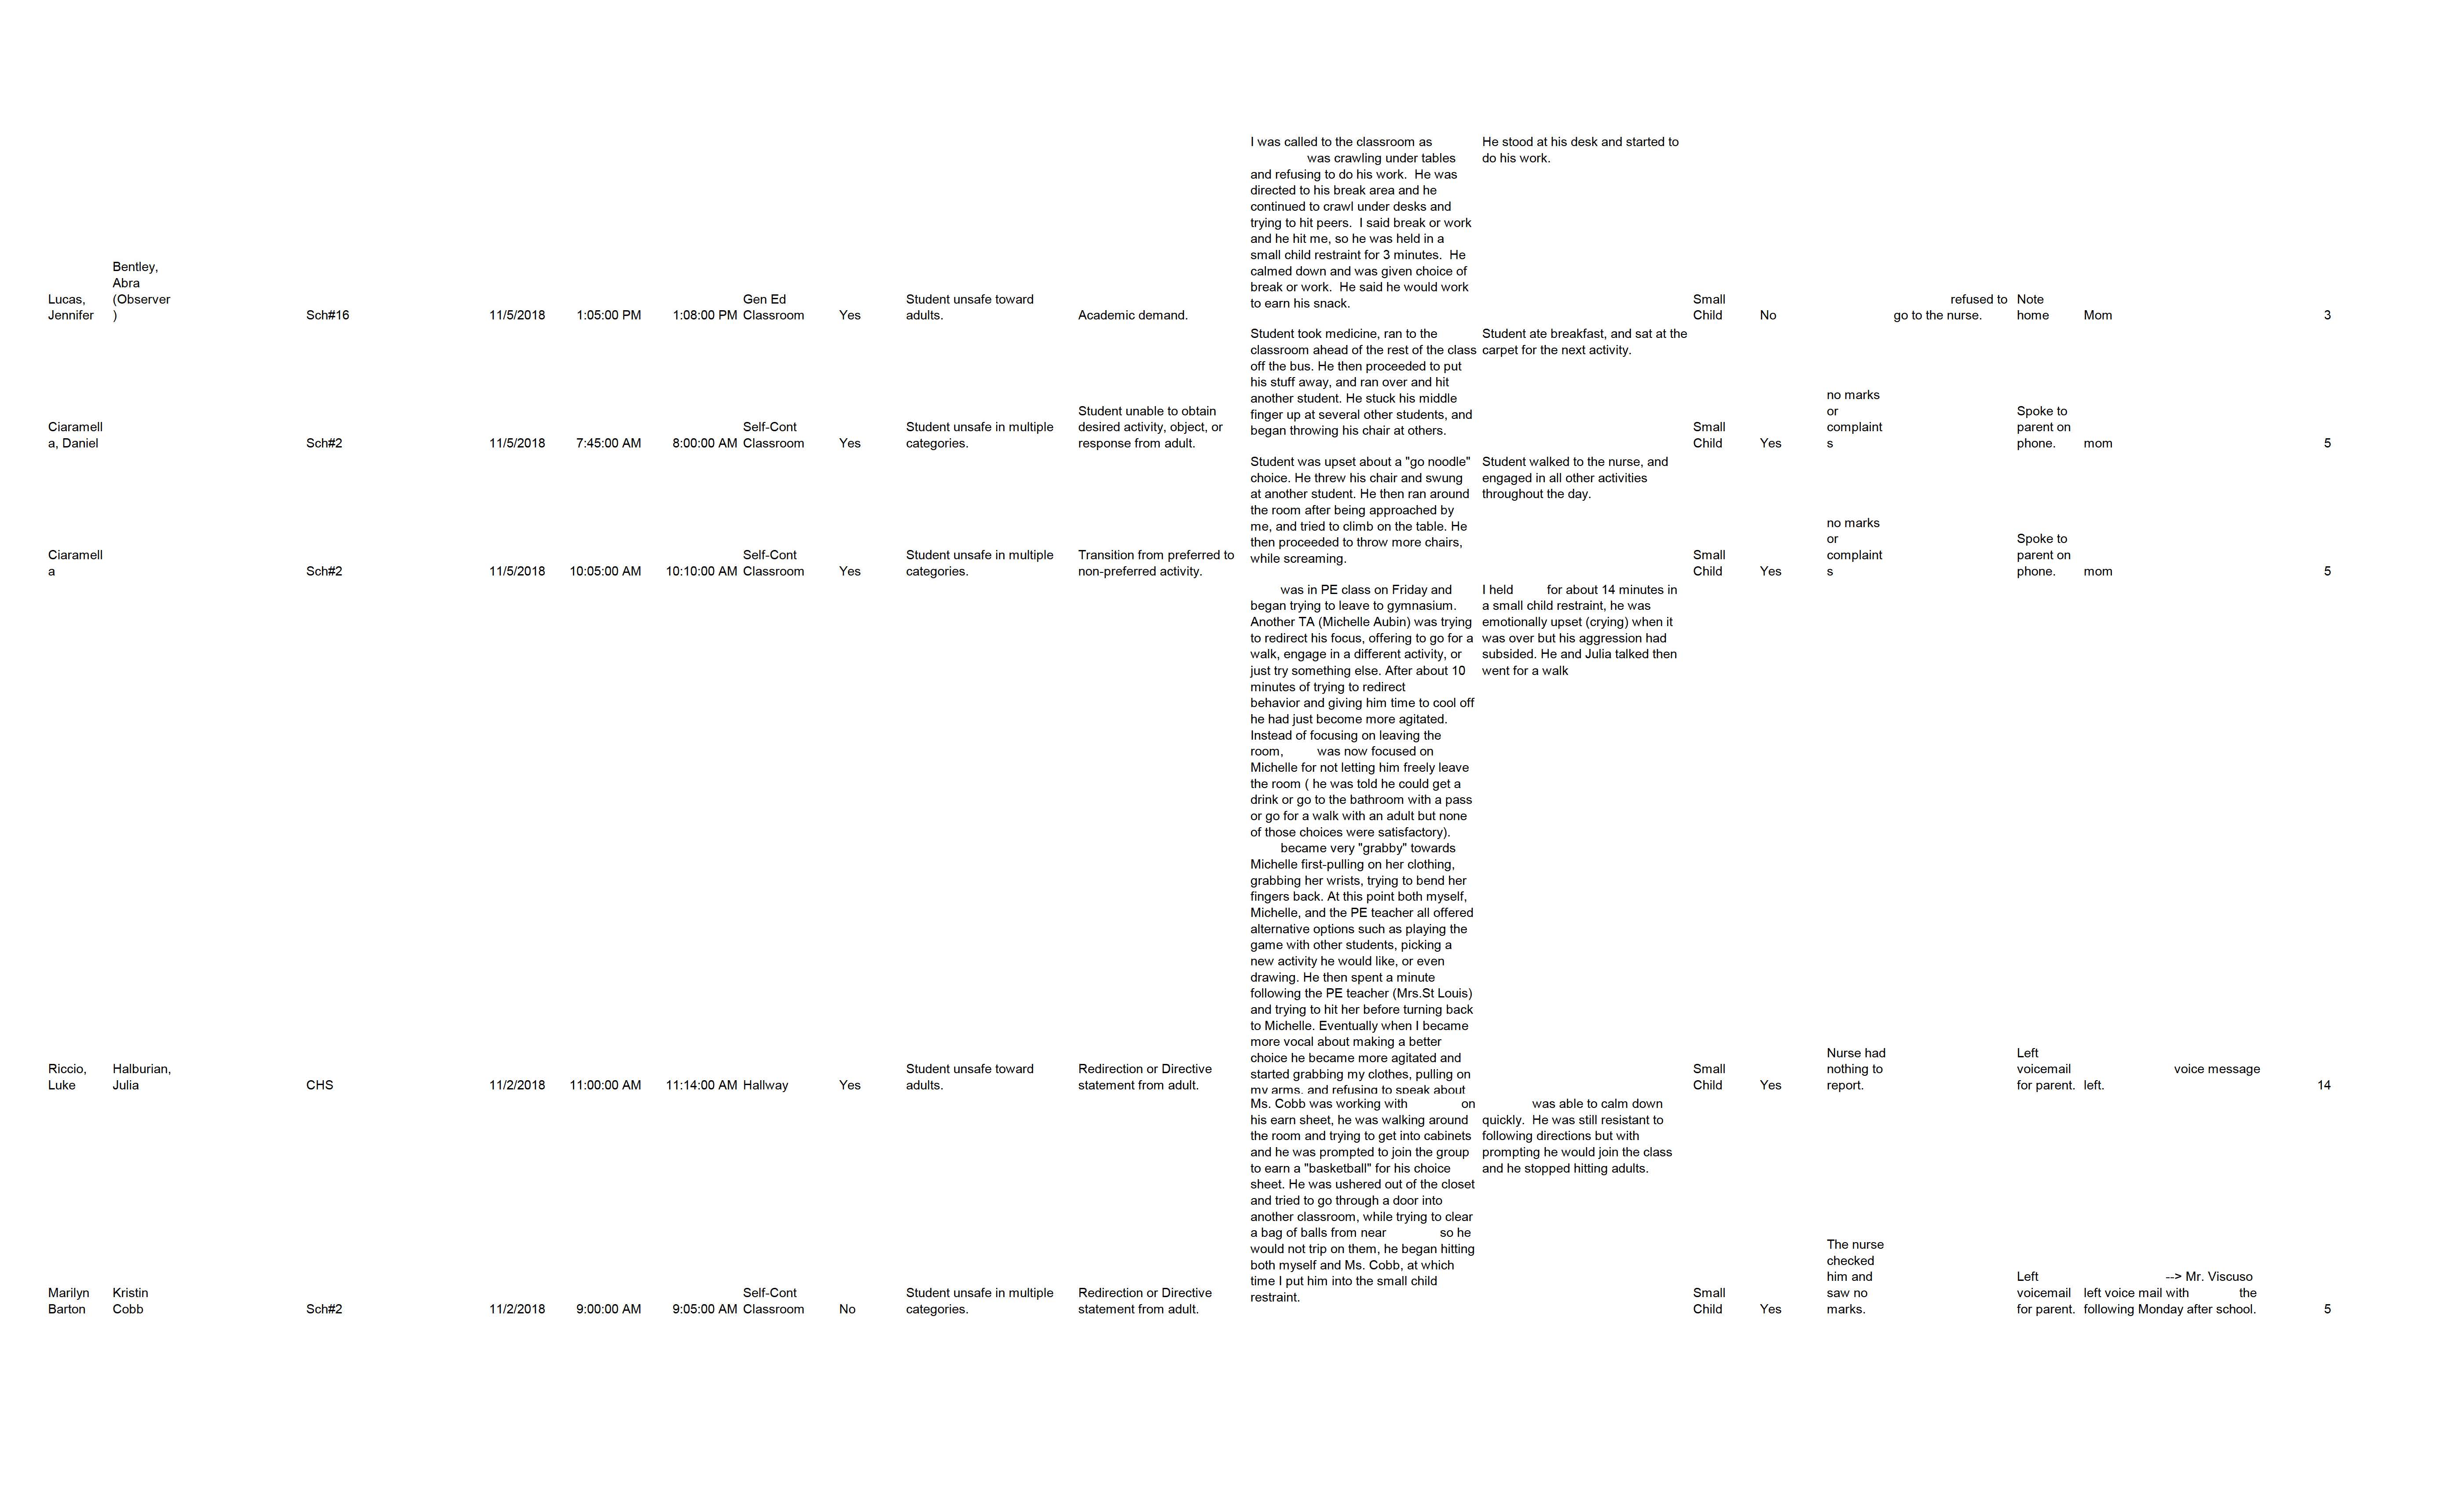 I was called to the classroom as
was crawling under tables
and refusing to do his work.  He was
directed to his break area and he
continued to crawl under desks and
trying to hit peers.  I said break or work
and he hit me, so he was held in a
small child restraint for 3 minutes.  He
calmed down and was given choice of
break or work.  He said he would work
to earn his snack.
He stood at his desk and started to
do his work.
Lucas,
Jennifer
Bentley,
Abra
(Observer
)
Sch#16
11/5/2018
1:05:00 PM
1:08:00 PM
Gen Ed
Classroom
Yes
Student unsafe toward
adults.
Academic demand.
Small
Child
No
refused to
go to the nurse.
Note
home
Mom
3
Student took medicine, ran to the
classroom ahead of the rest of the class
off the bus. He then proceeded to put
his stuff away, and ran over and hit
another student. He stuck his middle
finger up at several other students, and
began throwing his chair at others.
Student ate breakfast, and sat at the
carpet for the next activity.
Ciaramell
a, Daniel
Sch#2
11/5/2018
7:45:00 AM
8:00:00 AM
Self-Cont
Classroom
Yes
Student unsafe in multiple
categories.
Student unable to obtain
desired activity, object, or
response from adult.
Small
Child
Yes
no marks
or
complaint
s
Spoke to
parent on
phone.
mom
5
Student was upset about a "go noodle"
choice. He threw his chair and swung
at another student. He then ran around
the room after being approached by
me, and tried to climb on the table. He
then proceeded to throw more chairs,
while screaming.
Student walked to the nurse, and
engaged in all other activities
throughout the day.
Ciaramell
a
Sch#2
11/5/2018
10:05:00 AM
10:10:00 AM
Self-Cont
Classroom
Yes
Student unsafe in multiple
categories.
Transition from preferred to
non-preferred activity.
Small
Child
Yes
no marks
or
complaint
s
Spoke to
parent on
phone.
mom
5
was in PE class on Friday and
began trying to leave to gymnasium.
Another TA (Michelle Aubin) was trying
to redirect his focus, offering to go for a
walk, engage in a different activity, or
just try something else. After about 10
minutes of trying to redirect
behavior and giving him time to cool off
he had just become more agitated.
Instead of focusing on leaving the
room, was now focused on
Michelle for not letting him freely leave
the room ( he was told he could get a
drink or go to the bathroom with a pass
or go for a walk with an adult but none
of those choices were satisfactory).
became very "grabby" towards
Michelle first-pulling on her clothing,
grabbing her wrists, trying to bend her
fingers back. At this point both myself,
Michelle, and the PE teacher all offered
alternative options such as playing the
game with other students, picking a
new activity he would like, or even
drawing. He then spent a minute
following the PE teacher (Mrs.St Louis)
and trying to hit her before turning back
to Michelle. Eventually when I became
more vocal about making a better
choice he became more agitated and
started grabbing my clothes, pulling on
my arms, and refusing to speak about
I held for about 14 minutes in
a small child restraint, he was
emotionally upset (crying) when it
was over but his aggression had
subsided. He and Julia talked then
went for a walk
Riccio,
Luke
Halburian,
Julia
CHS
11/2/2018
11:00:00 AM
11:14:00 AM
Hallway
Yes
Student unsafe toward
adults.
Redirection or Directive
statement from adult.
Small
Child
Yes
Nurse had
nothing to
report.
Left
voicemail
for parent.
voice message
left.
14
Ms. Cobb was working with on
his earn sheet, he was walking around
the room and trying to get into cabinets
and he was prompted to join the group
to earn a "basketball" for his choice
sheet. He was ushered out of the closet
and tried to go through a door into
another classroom, while trying to clear
a bag of balls from near so he
would not trip on them, he began hitting
both myself and Ms. Cobb, at which
time I put him into the small child
restraint.
was able to calm down
quickly.  He was still resistant to
following directions but with
prompting he would join the class
and he stopped hitting adults.
Marilyn
Barton
Kristin
Cobb
Sch#2
11/2/2018
9:00:00 AM
9:05:00 AM
Self-Cont
Classroom
No
Student unsafe in multiple
categories.
Redirection or Directive
statement from adult.
Small
Child
Yes
The nurse
checked
him and
saw no
marks.
Left
voicemail
for parent.
--> Mr. Viscuso
left voice mail with the
following Monday after school.
5